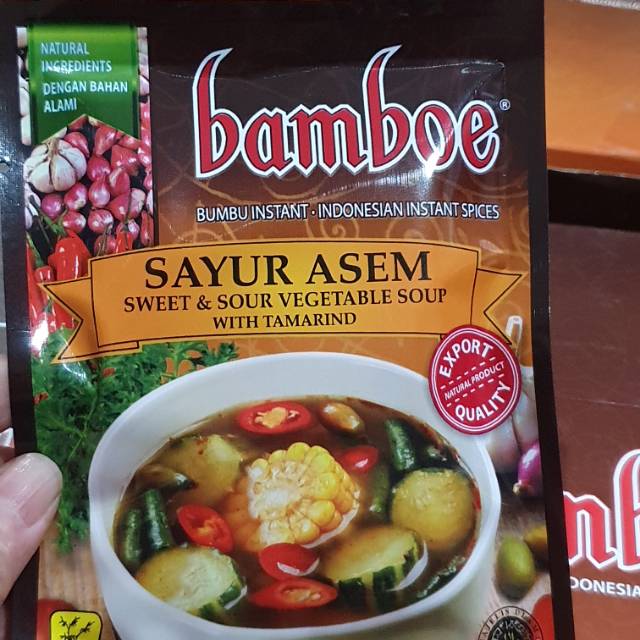 NATURAL
INGREDIENTS
DENGAN BAHAN
ALAMI
bamboe®
BUMBU INSTANT · INDONESIAN INSTANT SPICES
SAYUR ASEM
SWEET & SOUR VEGETABLE SOUP
WITH TAMARIND
EXPORT
NATURAL PRODUCT
QUALITY
DONESIA